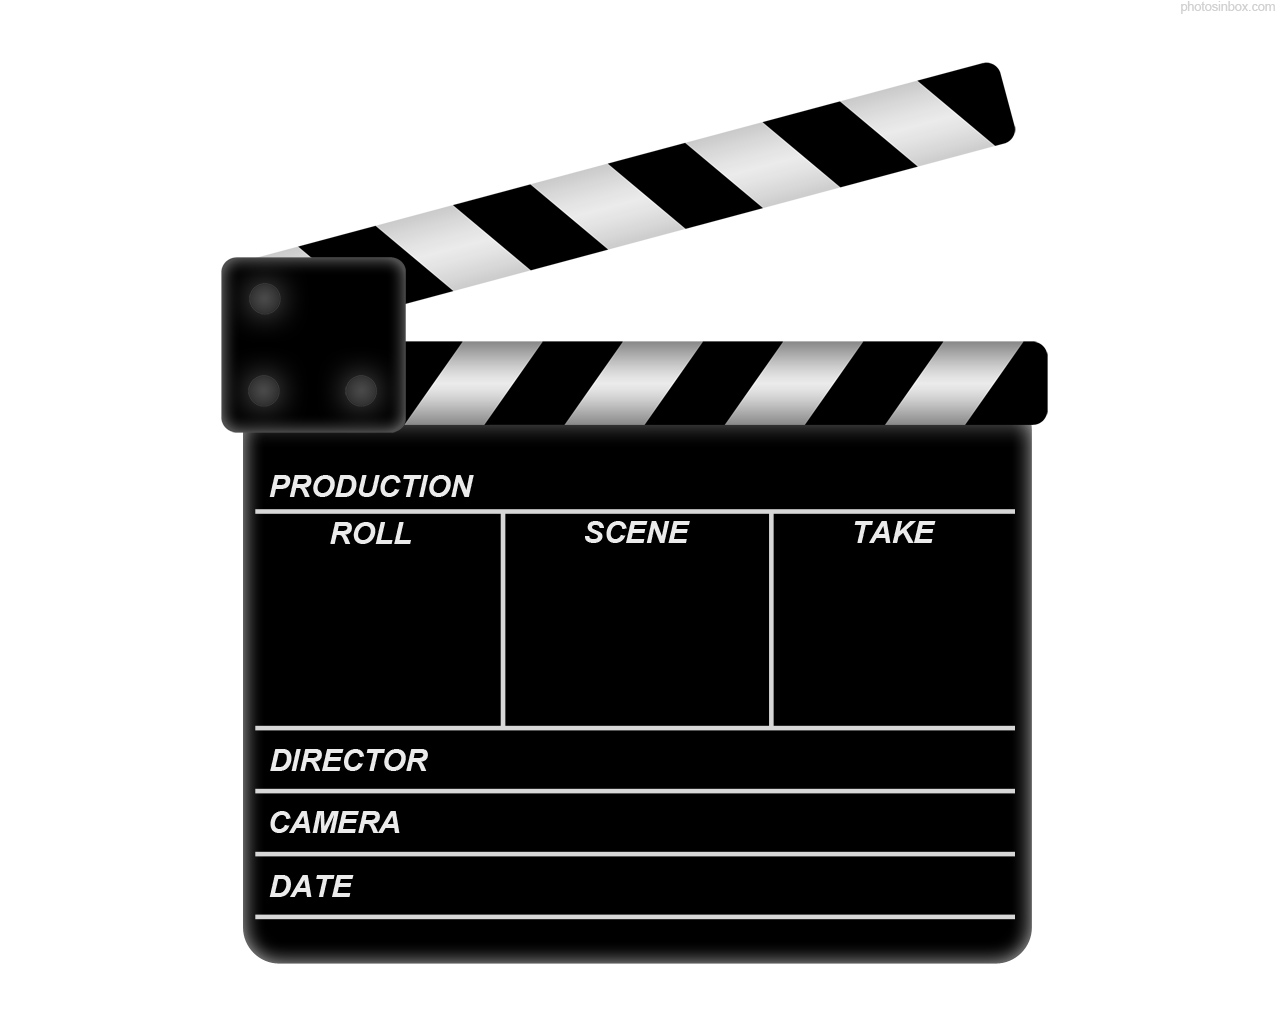 photosinbox.com
PRODUCTION
ROLL SCENE TAKE
DIRECTOR
CAMERA
DATE